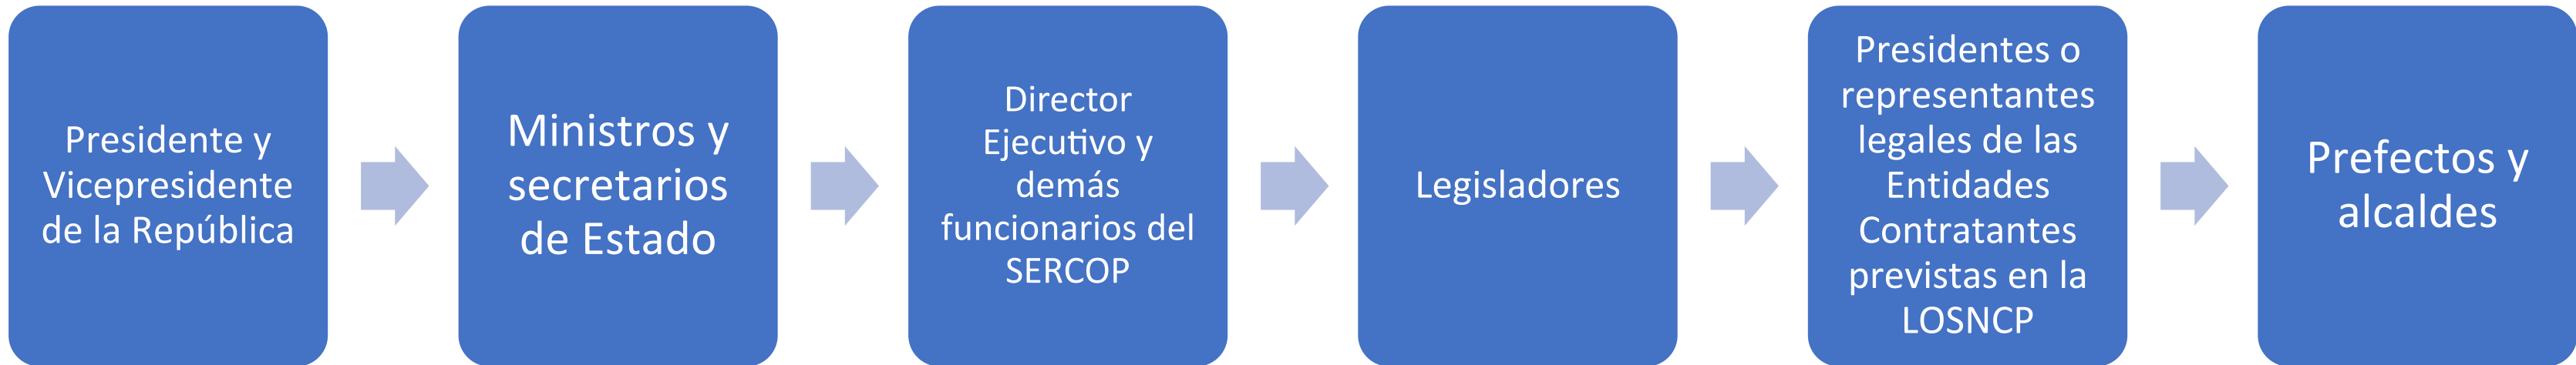 Presidente y
Vicepresidente
de la República
Ministros y
secretarios
de Estado
Director
Ejecutivo y
demás
funcionarios del
SERCOP
Legisladores
Presidentes o
representantes
legales de las
Entidades
Contratantes
previstas en la
LOSNCP
Prefectos y
alcaldes